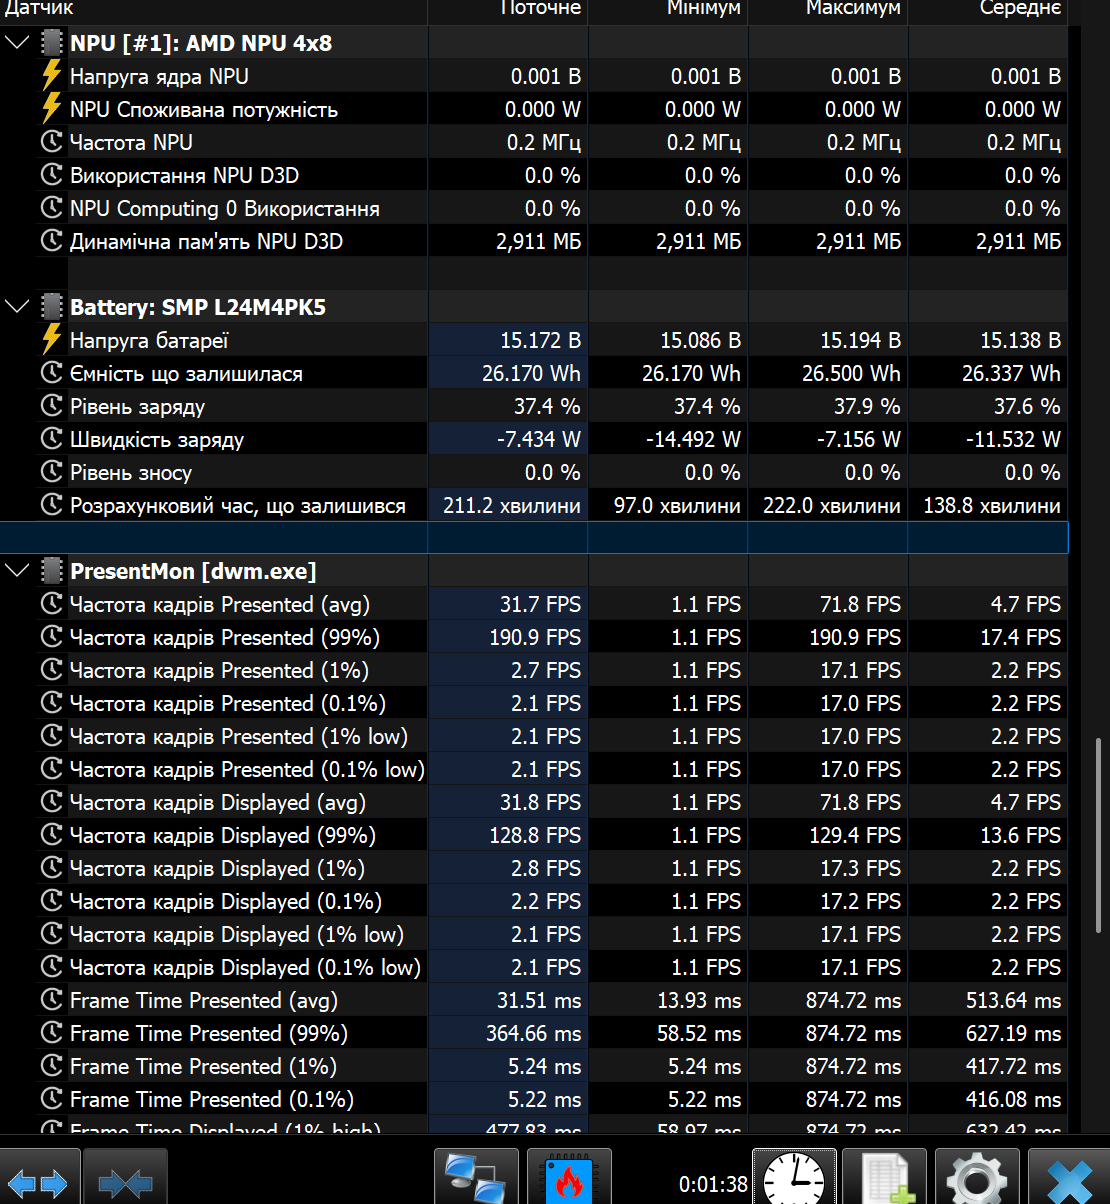 Датчик Поточне Мінімум Максимум Середнє
NPU [#1]: AMD NPU 4x8
Напруга ядра NPU 0.001 В 0.001 В 0.001 В 0.001 В
NPU Споживана потужність 0.000 W 0.000 W 0.000 W 0.000 W
Частота NPU 0.2 МГц 0.2 МГц 0.2 МГц 0.2 МГц
Використання NPU D3D 0.0 % 0.0 % 0.0 % 0.0 %
NPU Computing 0 Використання 0.0 % 0.0 % 0.0 % 0.0 %
Динамічна пам'ять NPU D3D 2,911 МБ 2,911 МБ 2,911 МБ 2,911 МБ
Battery: SMP L24M4PK5
Напруга батареї 15.172 В 15.086 В 15.194 В 15.138 В
Ємність що залишилася 26.170 Wh 26.170 Wh 26.500 Wh 26.337 Wh
Рівень заряду 37.4 % 37.4 % 37.9 % 37.6 %
Швидкість заряду -7.434 W -14.492 W -7.156 W -11.532 W
Рівень зносу 0.0 % 0.0 % 0.0 % 0.0 %
Розрахунковий час, що залишився 211.2 хвилини 97.0 хвилини 222.0 хвилини 138.8 хвилини
PresentMon [dwm.exe]
Частота кадрів Presented (avg) 31.7 FPS 1.1 FPS 71.8 FPS 4.7 FPS
Частота кадрів Presented (99%) 190.9 FPS 1.1 FPS 190.9 FPS 17.4 FPS
Частота кадрів Presented (1%) 2.7 FPS 1.1 FPS 17.1 FPS 2.2 FPS
Частота кадрів Presented (0.1%) 2.1 FPS 1.1 FPS 17.0 FPS 2.2 FPS
Частота кадрів Presented (1% low) 2.1 FPS 1.1 FPS 17.0 FPS 2.2 FPS
Частота кадрів Presented (0.1% low) 2.1 FPS 1.1 FPS 17.0 FPS 2.2 FPS
Частота кадрів Displayed (avg) 31.8 FPS 1.1 FPS 71.8 FPS 4.7 FPS
Частота кадрів Displayed (99%) 128.8 FPS 1.1 FPS 129.4 FPS 13.6 FPS
Частота кадрів Displayed (1%) 2.8 FPS 1.1 FPS 17.3 FPS 2.2 FPS
Частота кадрів Displayed (0.1%) 2.2 FPS 1.1 FPS 17.2 FPS 2.2 FPS
Частота кадрів Displayed (1% low) 2.1 FPS 1.1 FPS 17.1 FPS 2.2 FPS
Частота кадрів Displayed (0.1% low) 2.1 FPS 1.1 FPS 17.1 FPS 2.2 FPS
Frame Time Presented (avg) 31.51 ms 13.93 ms 874.72 ms 513.64 ms
Frame Time Presented (99%) 364.66 ms 58.52 ms 874.72 ms 627.19 ms
Frame Time Presented (1%) 5.24 ms 5.24 ms 874.72 ms 417.72 ms
Frame Time Presented (0.1%) 5.22 ms 5.22 ms 874.72 ms 416.08 ms
Frame Time Displayed (1% high) 477.83 ms 58.97 ms 874.72 ms 632.42 ms
0:01:38